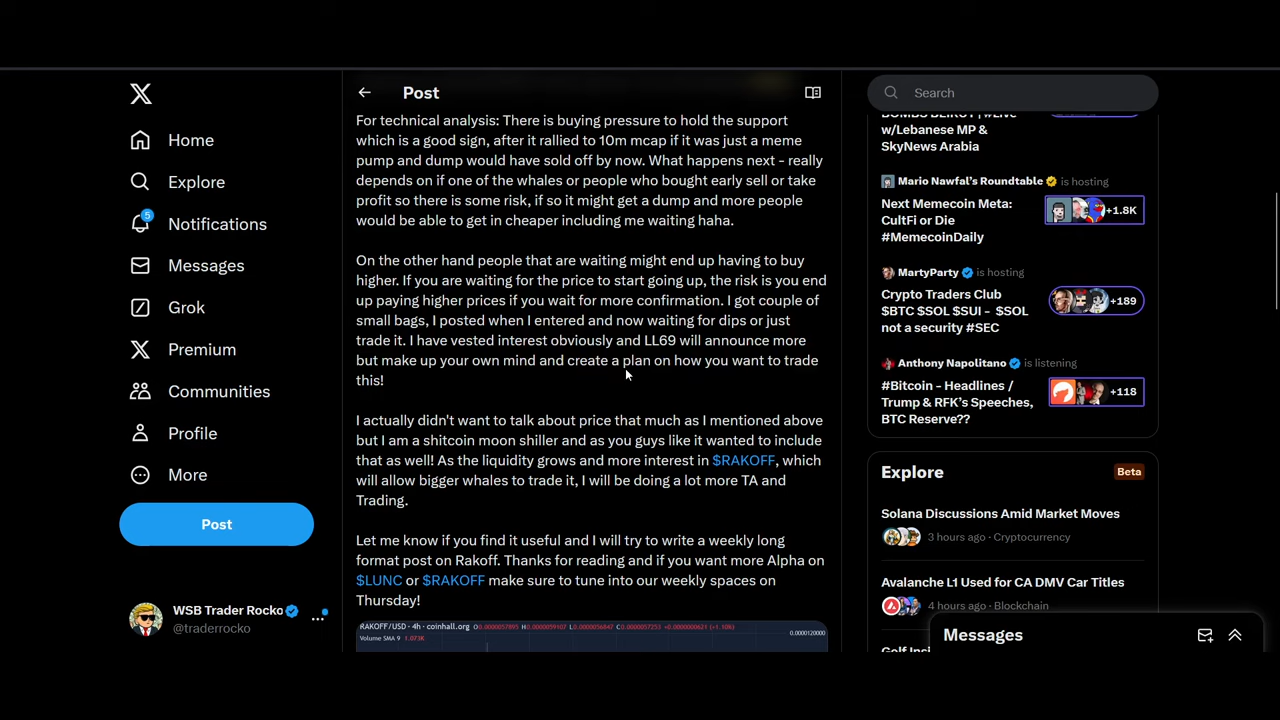 Home
Explore
5
Notifications
Messages
Grok
Premium
Communities
Profile
More
Post
WSB Trader Rocko
@traderrocko
Post
For technical analysis: There is buying pressure to hold the support
which is a good sign, after it rallied to 10m mcap if it was just a meme
pump and dump would have sold off by now. What happens next - really
depends on if one of the whales or people who bought early sell or take
profit so there is some risk, if so it might get a dump and more people
would be able to get in cheaper including me waiting haha.
On the other hand people that are waiting might end up having to buy
higher. If you are waiting for the price to start going up, the risk is you end
up paying higher prices if you wait for more confirmation. I got couple of
small bags, I posted when I entered and now waiting for dips or just
trade it. I have vested interest obviously and LL69 will announce more
but make up your own mind and create a plan on how you want to trade
this!
I actually didn't want to talk about price that much as I mentioned above
but I am a shitcoin moon shiller and as you guys like it wanted to include
that as well! As the liquidity grows and more interest in $RAKOFF, which
will allow bigger whales to trade it, I will be doing a lot more TA and
Trading.
Let me know if you find it useful and I will try to write a weekly long
format post on Rakoff. Thanks for reading and if you want more Alpha on
$LUNC or $RAKOFF make sure to tune into our weekly spaces on
Thursday!
RAKOFF/USD · 4h · coinhall.org
Volume SMA 9 1.073K
0.0000120000
Search
BOMBS BEIRUT | #Live
w/Lebanese MP &
SkyNews Arabia
Mario Nawfal's Roundtable is hosting
Next Memecoin Meta:
CultFi or Die
#MemecoinDaily
+1.8K
MartyParty is hosting
Crypto Traders Club
$BTC $SOL $SUI - $SOL
not a security #SEC
+189
Anthony Napolitano is listening
#Bitcoin - Headlines /
Trump & RFK's Speeches,
BTC Reserve??
+118
Explore
Beta
Solana Discussions Amid Market Moves
3 hours ago · Cryptocurrency
Avalanche L1 Used for CA DMV Car Titles
4 hours ago · Blockchain
Messages